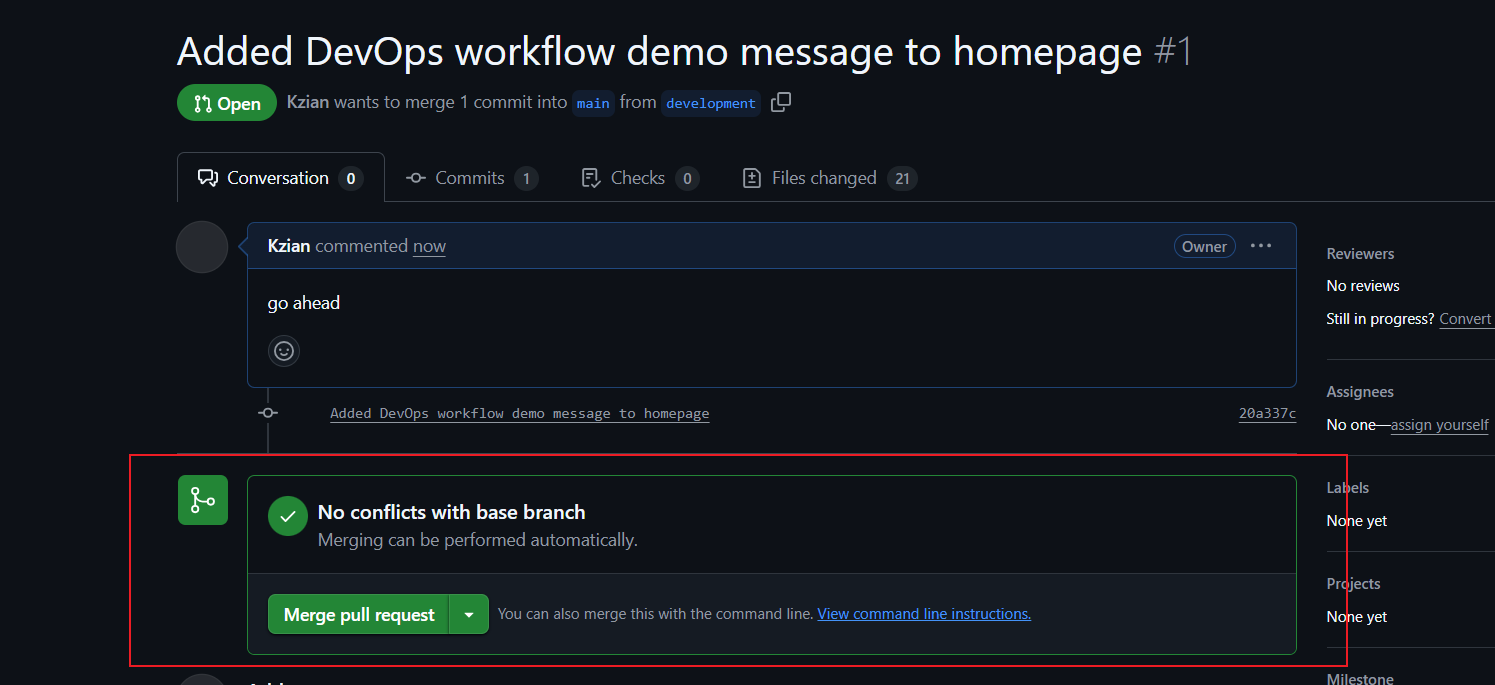 Added DevOps workflow demo message to homepage #1
Open Kzian wants to merge 1 commit into main from development
Conversation 0 Commits 1 Checks 0 Files changed 21
Kzian commented now Owner
go ahead
Added DevOps workflow demo message to homepage 20a337c
No conflicts with base branch
Merging can be performed automatically.
Merge pull request You can also merge this with the command line. View command line instructions.
Reviewers
No reviews
Still in progress? Convert
Assignees
No one—assign yourself
Labels
None yet
Projects
None yet
Milestone